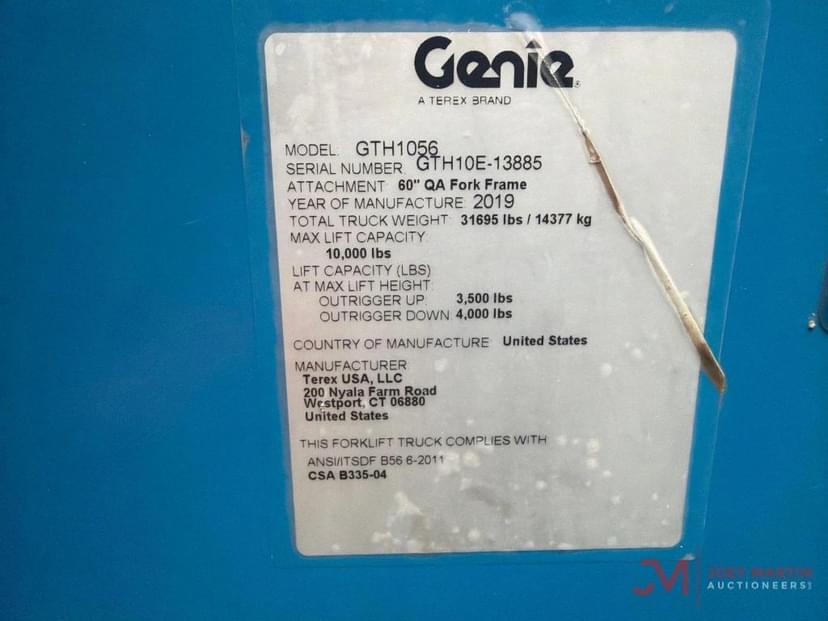 Genie
A TEREX BRAND
MODEL: GTH1056
SERIAL NUMBER: GTH10E-13885
ATTACHMENT: 60" QA Fork Frame
YEAR OF MANUFACTURE: 2019
TOTAL TRUCK WEIGHT: 31695 lbs / 14377 kg
MAX LIFT CAPACITY:
10,000 lbs
LIFT CAPACITY (LBS)
AT MAX LIFT HEIGHT:
OUTRIGGER UP: 3,500 lbs
OUTRIGGER DOWN: 4,000 lbs
COUNTRY OF MANUFACTURE: United States
MANUFACTURER:
Terex USA, LLC
200 Nyala Farm Road
Westport, CT 06880
United States
THIS FORKLIFT TRUCK COMPLIES WITH
ANSI/ITSDF B56.6-2011
CSA B335-04
JM
JOEY MARTIN
AUCTIONEERS